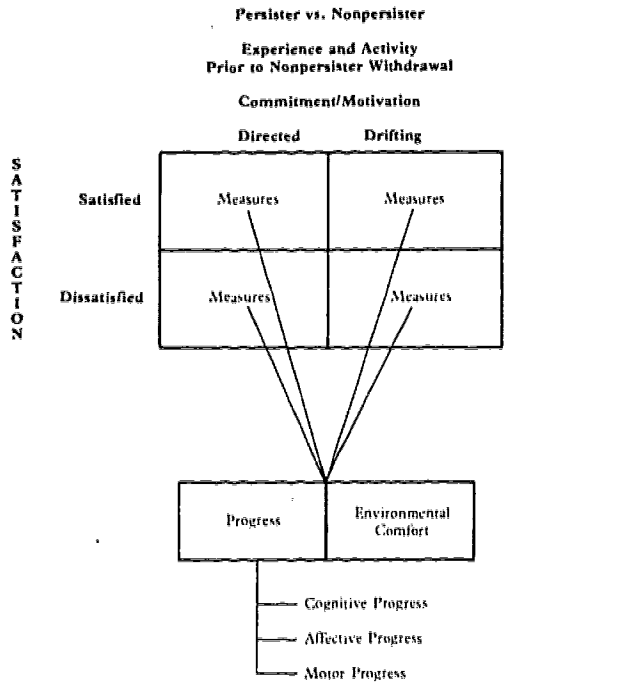 Persister vs. Nonpersister
Experience and Activity
Prior to Nonpersister Withdrawal
Commitment/Motivation
Directed Drifting
SATISFACTION
Satisfied Measures Measures
Dissatisfied Measures Measures
Progress Environmental
Comfort
Cognitive Progress
Affective Progress
Motor Progress